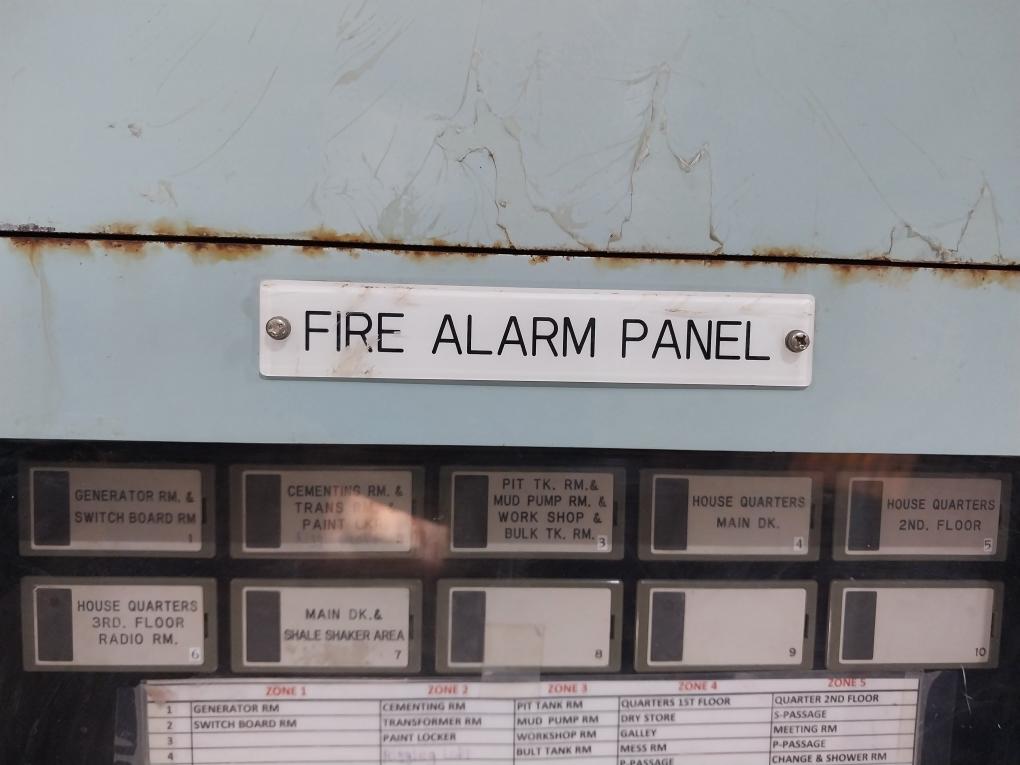 FIRE ALARM PANEL
GENERATOR RM. &
SWITCH BOARD RM
1
CEMENTING RM. &
TRANS
PAINT
PIT TK. RM.&
MUD PUMP RM. &
WORK SHOP &
BULK TK. RM.
3
HOUSE QUARTERS
MAIN DK.
4
HOUSE QUARTERS
2ND. FLOOR
5
HOUSE QUARTERS
3RD. FLOOR
RADIO RM.
6
MAIN DK.&
SHALE SHAKER AREA
7
8
9
10
ZONE 1 ZONE 2 ZONE 3 ZONE 4 ZONE 5
1 GENERATOR RM CEMENTING RM PIT TANK RM QUARTERS 1ST FLOOR QUARTER 2ND FLOOR
2 SWITCH BOARD RM TRANSFORMER RM MUD PUMP RM DRY STORE S-PASSAGE
3 PAINT LOCKER WORKSHOP RM GALLEY MEETING RM
4 BULT TANK RM MESS RM P-PASSAGE
P-PASSAGE CHANGE & SHOWER RM